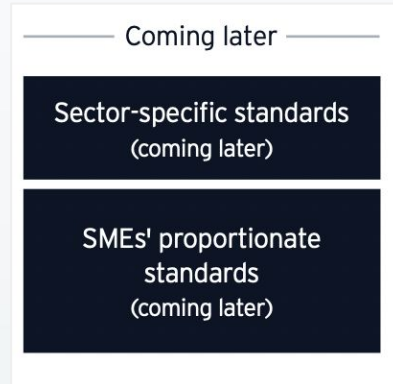 Coming later
Sector-specific standards
(coming later)
SMEs' proportionate
standards
(coming later)